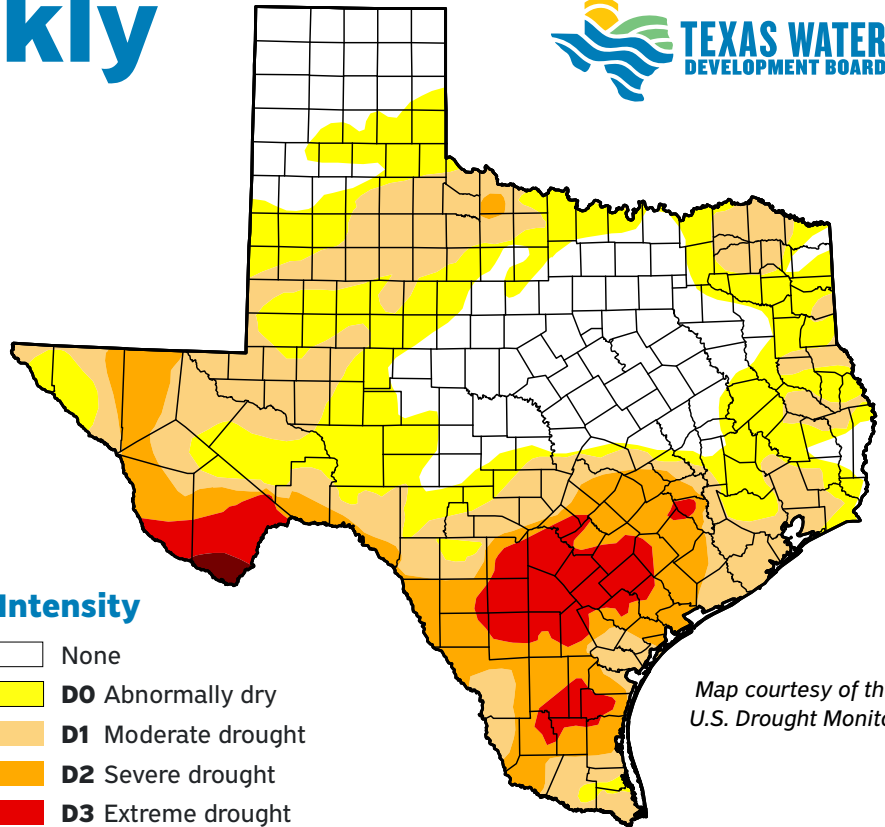 kly
TEXAS WATER
DEVELOPMENT BOARD
Intensity
None
D0 Abnormally dry
D1 Moderate drought
D2 Severe drought
D3 Extreme drought
Map courtesy of th
U.S. Drought Monito